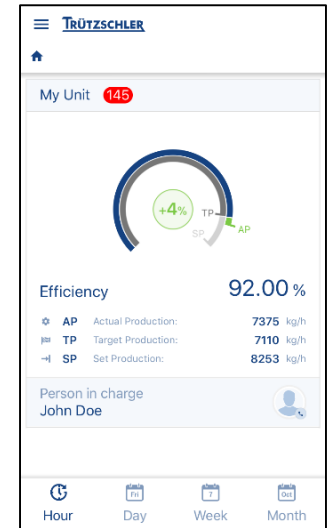 TRÜTZSCHLER
My Unit 145
+4%
TP
SP
AP
Efficiency 92.00 %
AP Actual Production: 7375 kg/h
TP Target Production: 7110 kg/h
SP Set Production: 8253 kg/h
Person in charge
John Doe
Fri 7 Oct
Hour Day Week Month